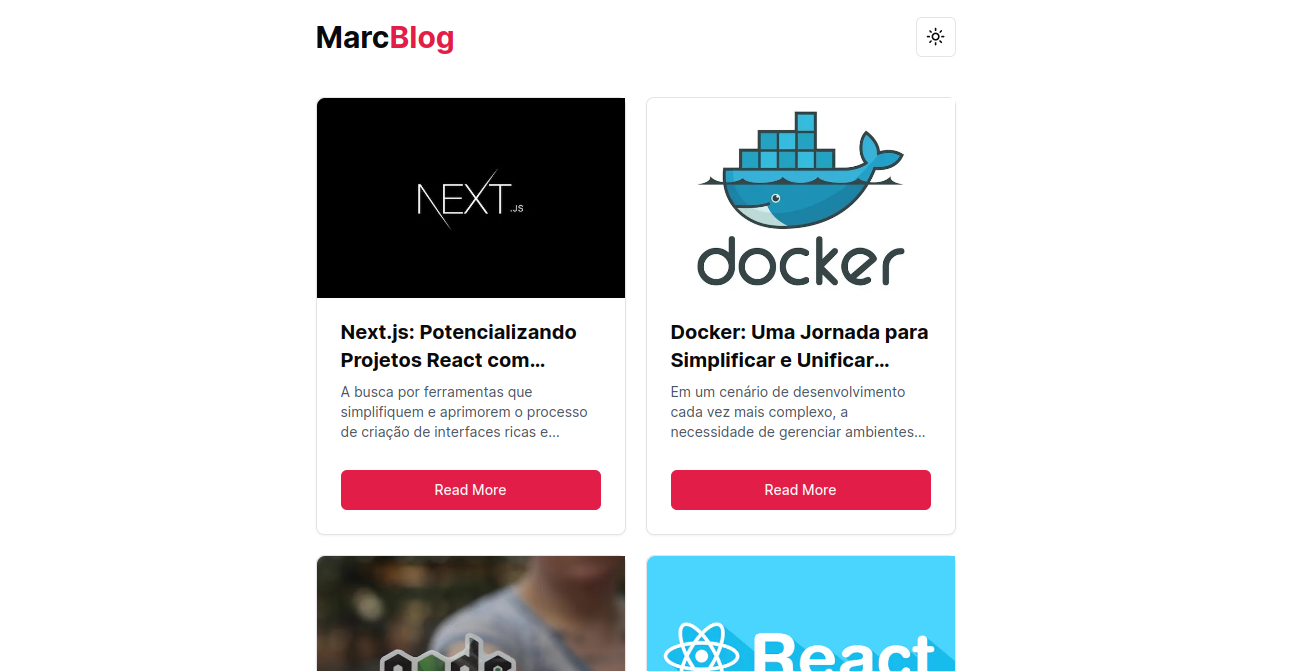 MarcBlog
NEXT.JS
docker
Next.js: Potencializando
Projetos React com...
A busca por ferramentas que
simplifiquem e aprimorem o processo
de criação de interfaces ricas e...
Read More
Docker: Uma Jornada para
Simplificar e Unificar...
Em um cenário de desenvolvimento
cada vez mais complexo, a
necessidade de gerenciar ambientes...
Read More
node
React